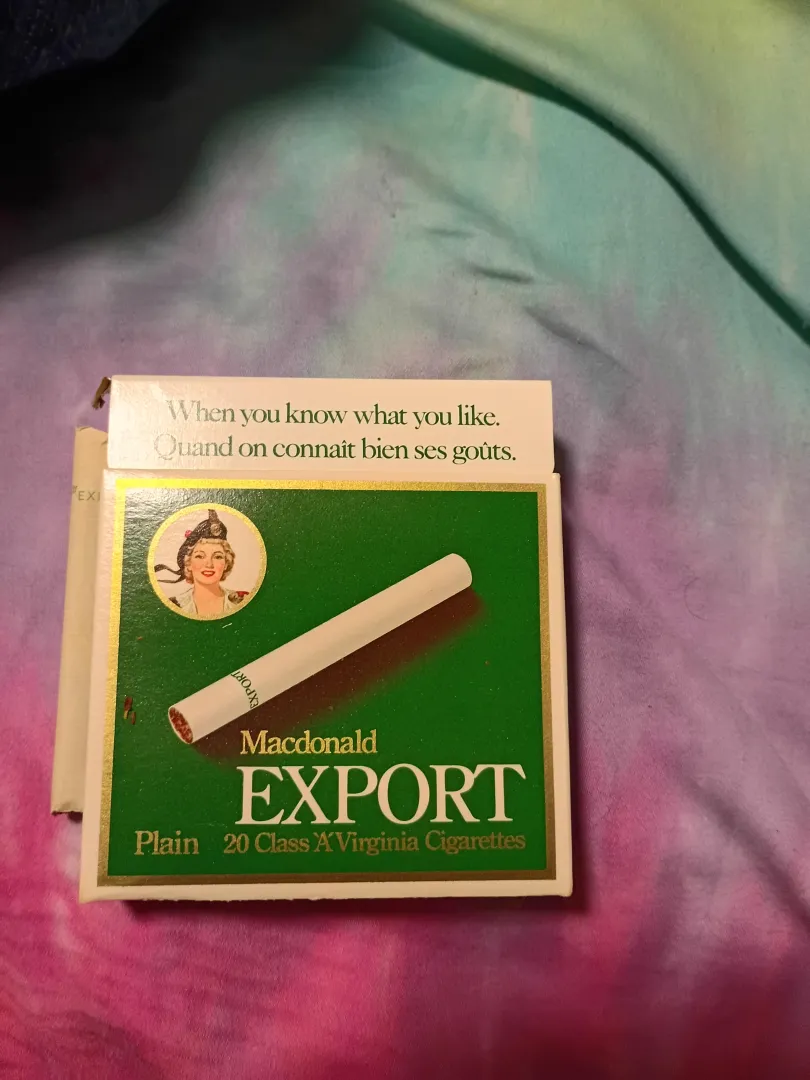 When you know what you like.
Quand on connaît bien ses goûts.
EXPORT
Macdonald
EXPORT
Plain 20 Class "A" Virginia Cigarettes